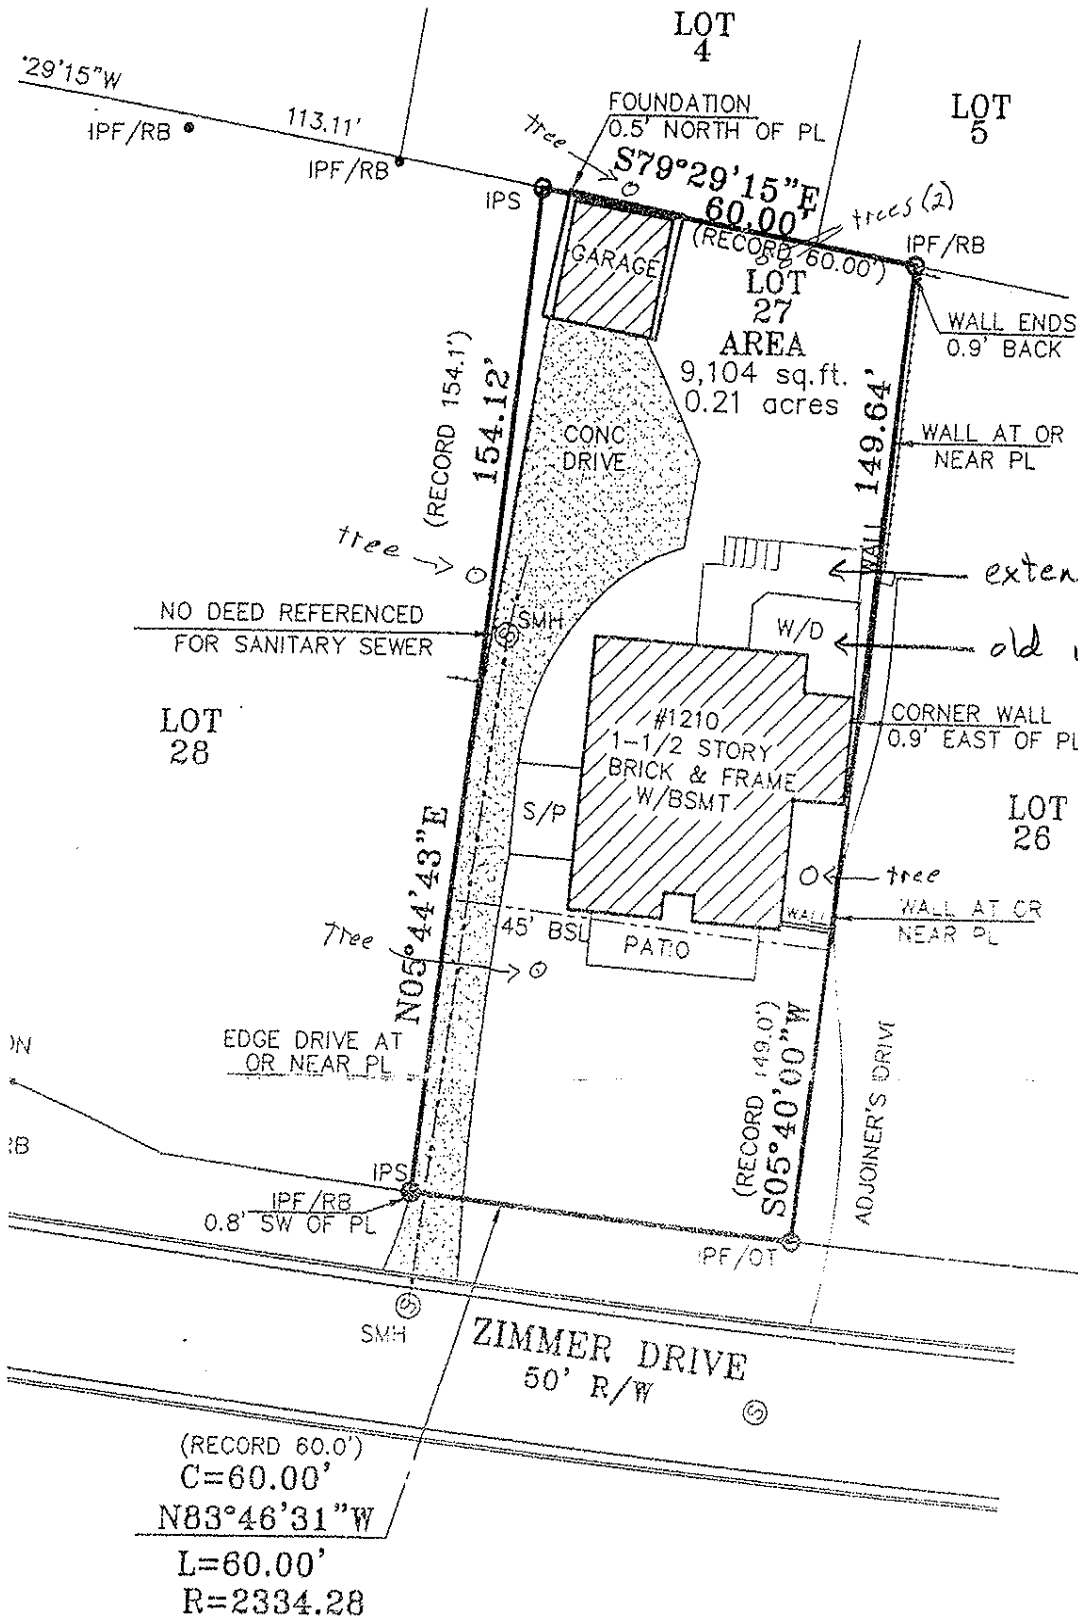 LOT
4
'29'15"W
IPF/RB
113.11'
IPF/RB
tree
FOUNDATION
0.5' NORTH OF PL
LOT
5
S79°29'15"E
60.00'
(RECORD 60.00')
trees (2)
IPS
IPF/RB
GARAGE
LOT
27
AREA
9,104 sq.ft.
0.21 acres
WALL ENDS
0.9' BACK
(RECORD 154.1')
154.12'
149.64'
WALL AT OR
NEAR PL
CONC
DRIVE
tree
WALL
exten
NO DEED REFERENCED
FOR SANITARY SEWER
SMH
S
W/D
old
LOT
28
#1210
1-1/2 STORY
BRICK & FRAME
W/BSMT
CORNER WALL
0.9' EAST OF PL
S/P
LOT
26
tree
N05°44'43"E
WALL
WALL AT OR
NEAR PL
Tree
45' BSL
PATIO
EDGE DRIVE AT
OR NEAR PL
(RECORD 149.0')
S05°40'00"W
ADJOINER'S DRIVE
ON
RB
IPS
IPF/RB
0.8' SW OF PL
IPF/OT
S
SMH
ZIMMER DRIVE
50' R/W
S
(RECORD 60.0')
C=60.00'
N83°46'31"W
L=60.00'
R=2334.28